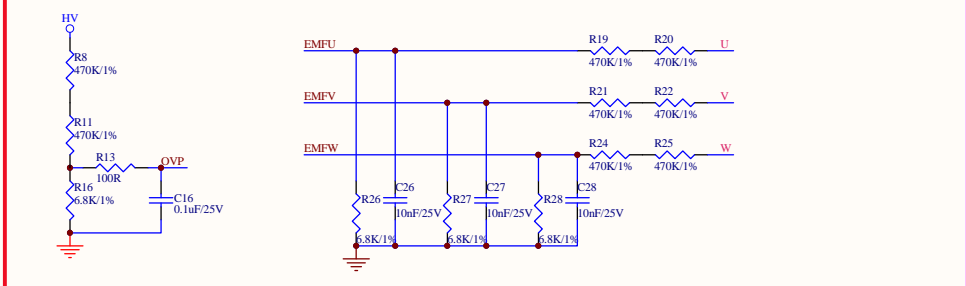 HV
R8
470K/1%
R11
470K/1%
R13
100R
OVP
R16
6.8K/1%
C16
0.1uF/25V
EMFU
R19
470K/1%
R20
470K/1%
U
EMFV
R21
470K/1%
R22
470K/1%
V
EMFW
R24
470K/1%
R25
470K/1%
W
R26
6.8K/1%
C26
10nF/25V
R27
6.8K/1%
C27
10nF/25V
R28
6.8K/1%
C28
10nF/25V